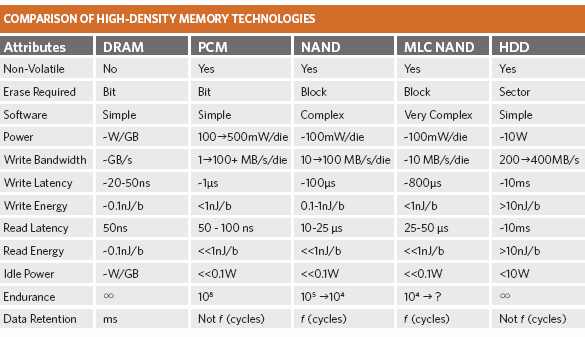 COMPARISON OF HIGH-DENSITY MEMORY TECHNOLOGIES
Attributes DRAM PCM NAND MLC NAND HDD
Non-Volatile No Yes Yes Yes Yes
Erase Required Bit Bit Block Block Sector
Software Simple Simple Complex Very Complex Simple
Power ~W/GB 100→500mW/die ~100mW/die ~100mW/die ~10W
Write Bandwidth ~GB/s 1→100+ MB/s/die 10→100 MB/s/die ~10 MB/s/die 200→400MB/s
Write Latency ~20-50ns ~1µs ~100µs ~800µs ~10ms
Write Energy ~0.1nJ/b <1nJ/b 0.1-1nJ/b <1nJ/b >10nJ/b
Read Latency 50ns 50 - 100 ns 10-25 µs 25-50 µs ~10ms
Read Energy ~0.1nJ/b <<1nJ/b <<1nJ/b <<1nJ/b >10nJ/b
Idle Power ~W/GB <<0.1W <<0.1W <<0.1W <10W
Endurance ∞ 10⁸ 10⁵ →10⁴ 10⁴ → ? ∞
Data Retention ms Not f (cycles) f (cycles) f (cycles) Not f (cycles)